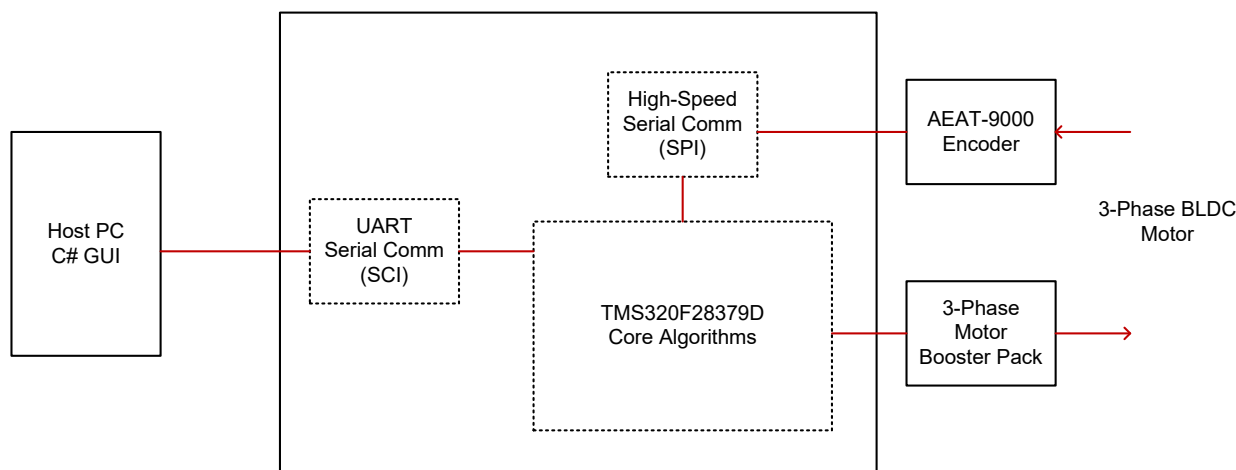 Host PC
C# GUI
UART
Serial Comm
(SCI)
High-Speed
Serial Comm
(SPI)
TMS320F28379D
Core Algorithms
AEAT-9000
Encoder
3-Phase BLDC
Motor
3-Phase
Motor
Booster Pack